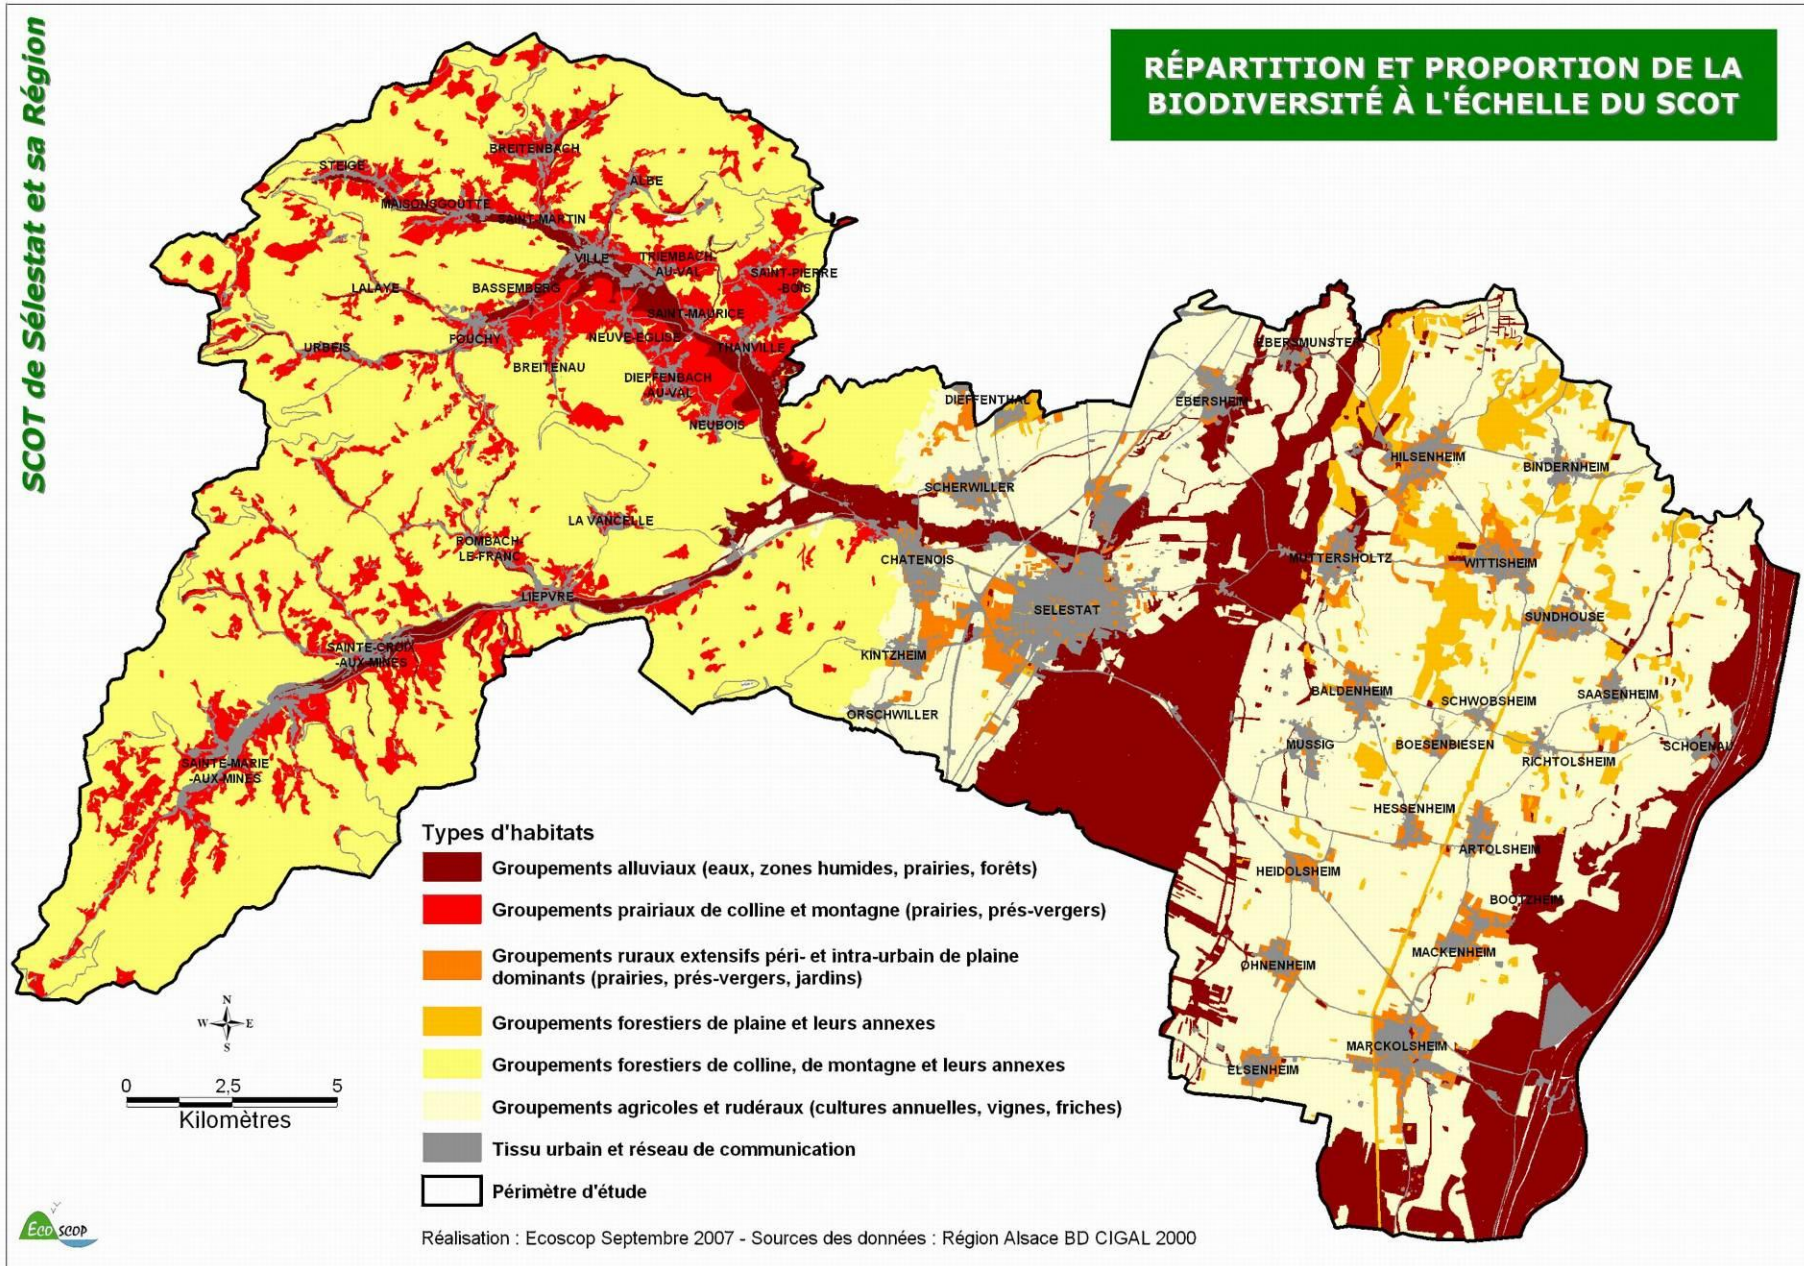 SCOT de Sélestat et sa Région
RÉPARTITION ET PROPORTION DE LA
BIODIVERSITÉ À L'ÉCHELLE DU SCOT
BREITENBACH
STEIGE
ALBE
MAISONSGOUTTE
SAINT-MARTIN
VILLE
TRIEMBACH
AU-VAL
SAINT-PIERRE
-BOIS
LALAYE
BASSEMBERG
SAINT-MAURICE
FOUCHY
NEUVE-EGLISE
THANVILLE
URBEIS
BREITENAU
DIEFFENBACH
AU-VAL
NEUBOIS
LA VANCELLE
ROMBACH-
LE-FRANC
LIEPVRE
SAINTE-CROIX
-AUX-MINES
SAINTE-MARIE
-AUX-MINES
DIEFFENTHAL
EBERSMUNSTER
EBERSHEIM
HILSENHEIM
BINDERNHEIM
SCHERWILLER
CHATENOIS
MUTTERSHOLTZ
WITTISHEIM
SELESTAT
SUNDHOUSE
KINTZHEIM
BALDENHEIM
SCHWOBSHEIM
SAASENHEIM
ORSCHWILLER
MUSSIG
BOESENBIESEN
RICHTOLSHEIM
SCHOENAU
HESSENHEIM
ARTOLSHEIM
HEIDOLSHEIM
BOOTZHEIM
MACKENHEIM
OHNENHEIM
MARCKOLSHEIM
ELSENHEIM
Types d'habitats
Groupements alluviaux (eaux, zones humides, prairies, forêts)
Groupements prairiaux de colline et montagne (prairies, prés-vergers)
Groupements ruraux extensifs péri- et intra-urbain de plaine
dominants (prairies, prés-vergers, jardins)
Groupements forestiers de plaine et leurs annexes
Groupements forestiers de colline, de montagne et leurs annexes
Groupements agricoles et rudéraux (cultures annuelles, vignes, friches)
Tissu urbain et réseau de communication
Périmètre d'étude
N
W E
S
0 2,5 5
Kilomètres
ECO SCOP
Réalisation : Ecoscop Septembre 2007 - Sources des données : Région Alsace BD CIGAL 2000